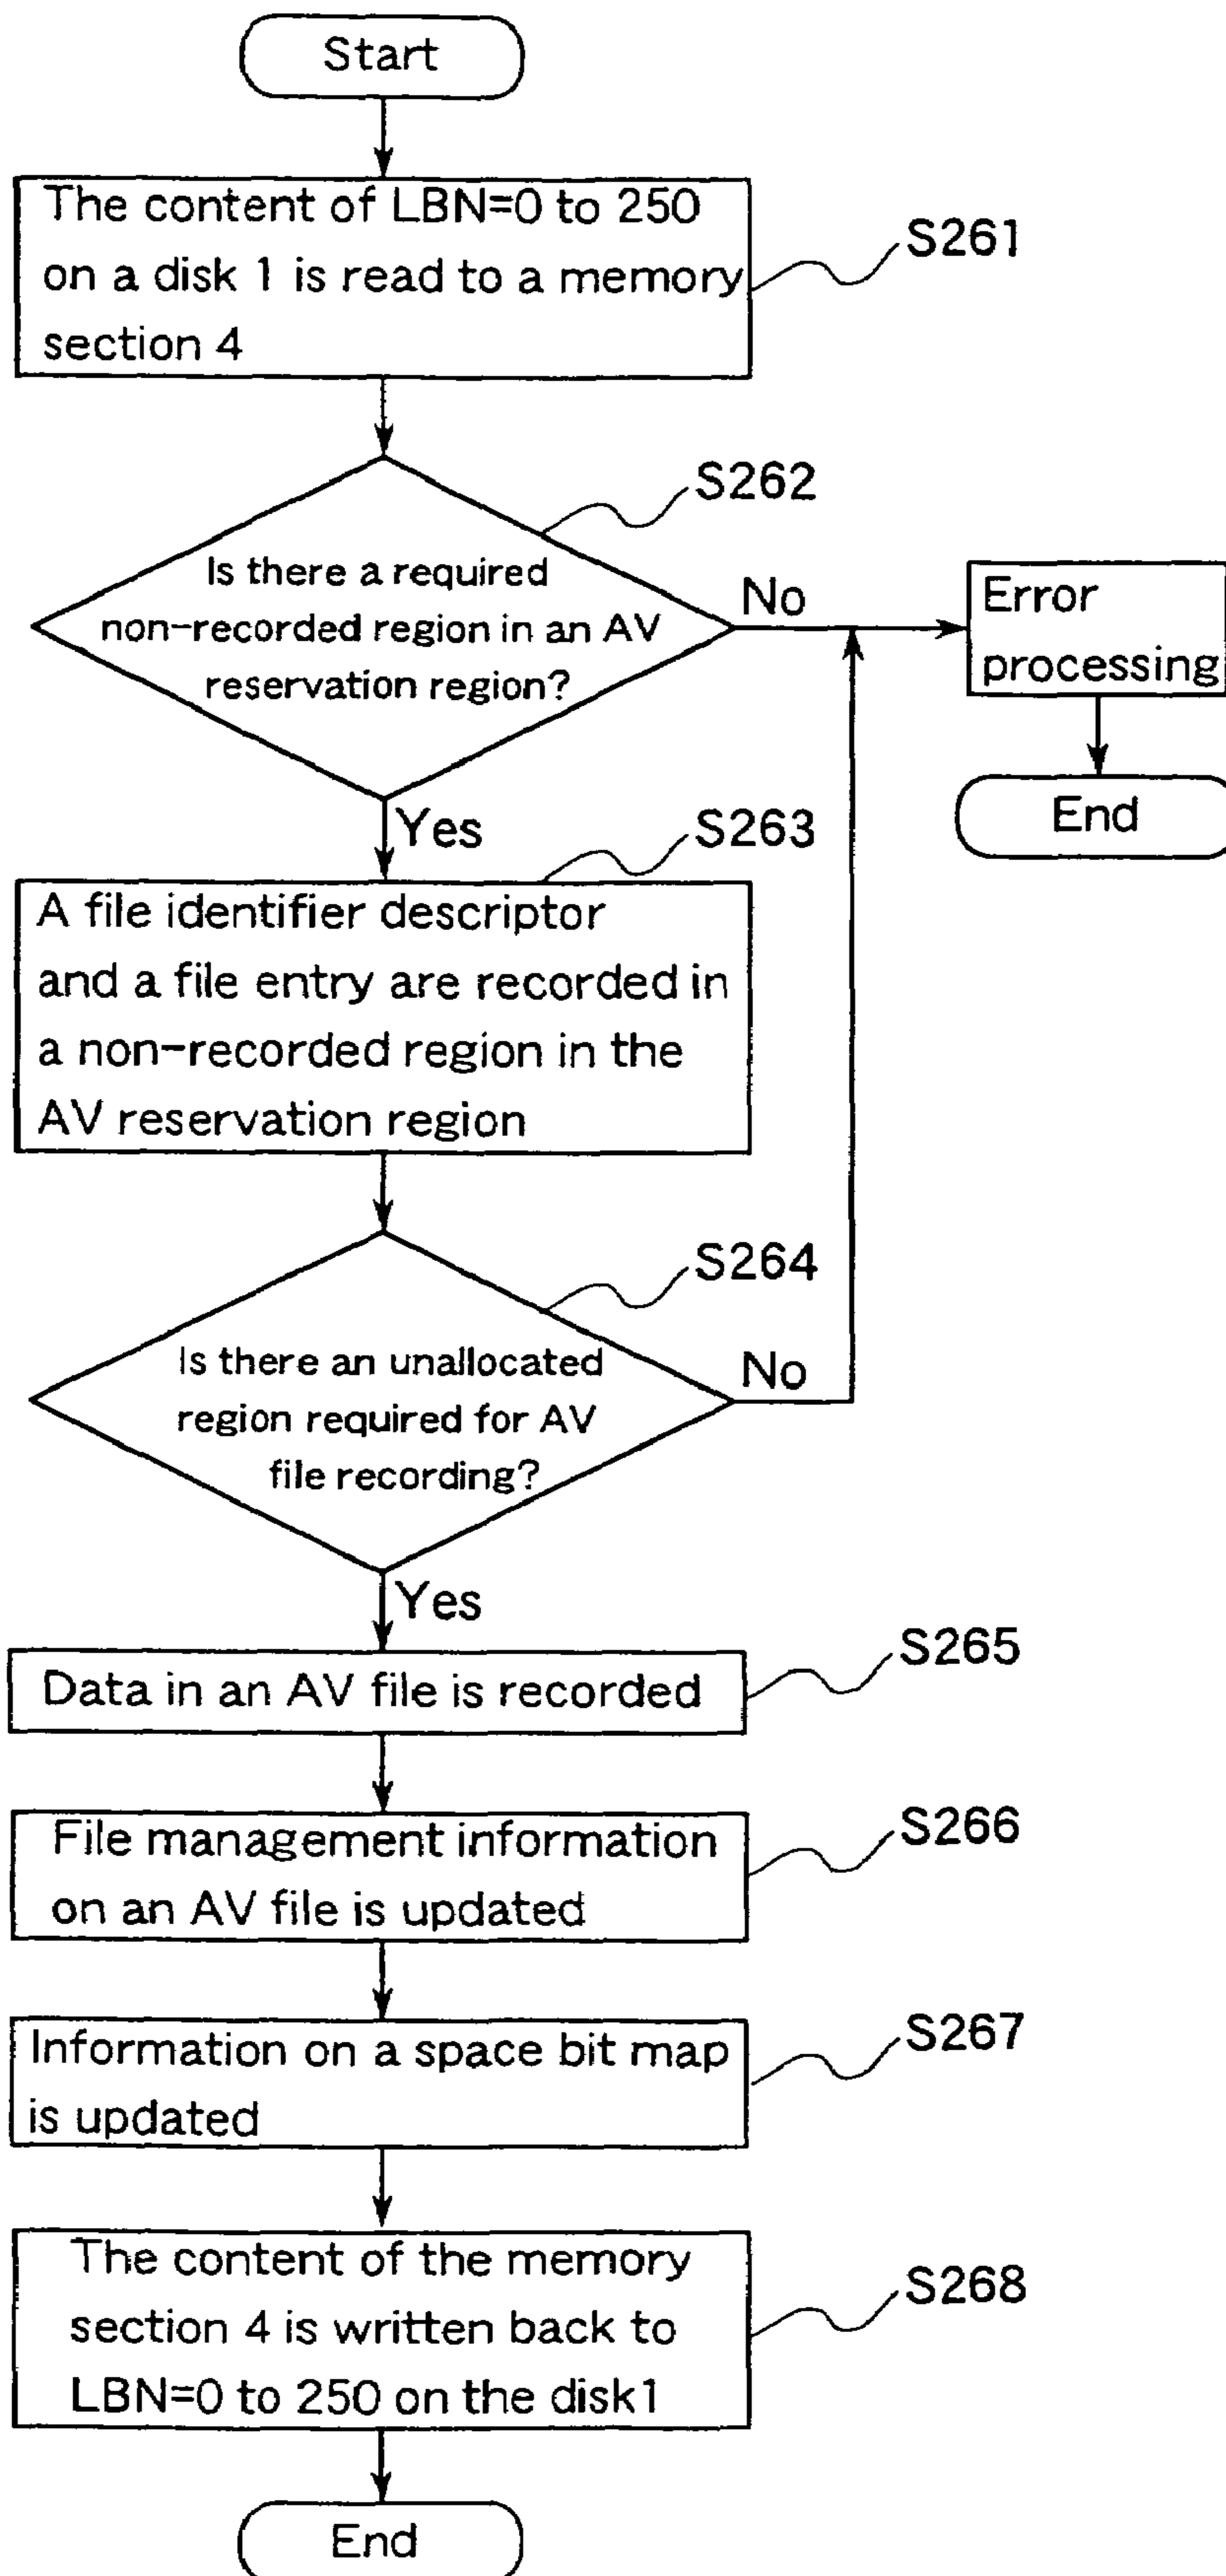 Start
The content of LBN=0 to 250
on a disk 1 is read to a memory
section 4
S261
S262
Is there a required
non-recorded region in an AV
reservation region?
No
Error
processing
End
Yes
S263
A file identifier descriptor
and a file entry are recorded in
a non-recorded region in the
AV reservation region
S264
Is there an unallocated
region required for AV
file recording?
No
Yes
S265
Data in an AV file is recorded
S266
File management information
on an AV file is updated
S267
Information on a space bit map
is updated
S268
The content of the memory
section 4 is written back to
LBN=0 to 250 on the disk1
End